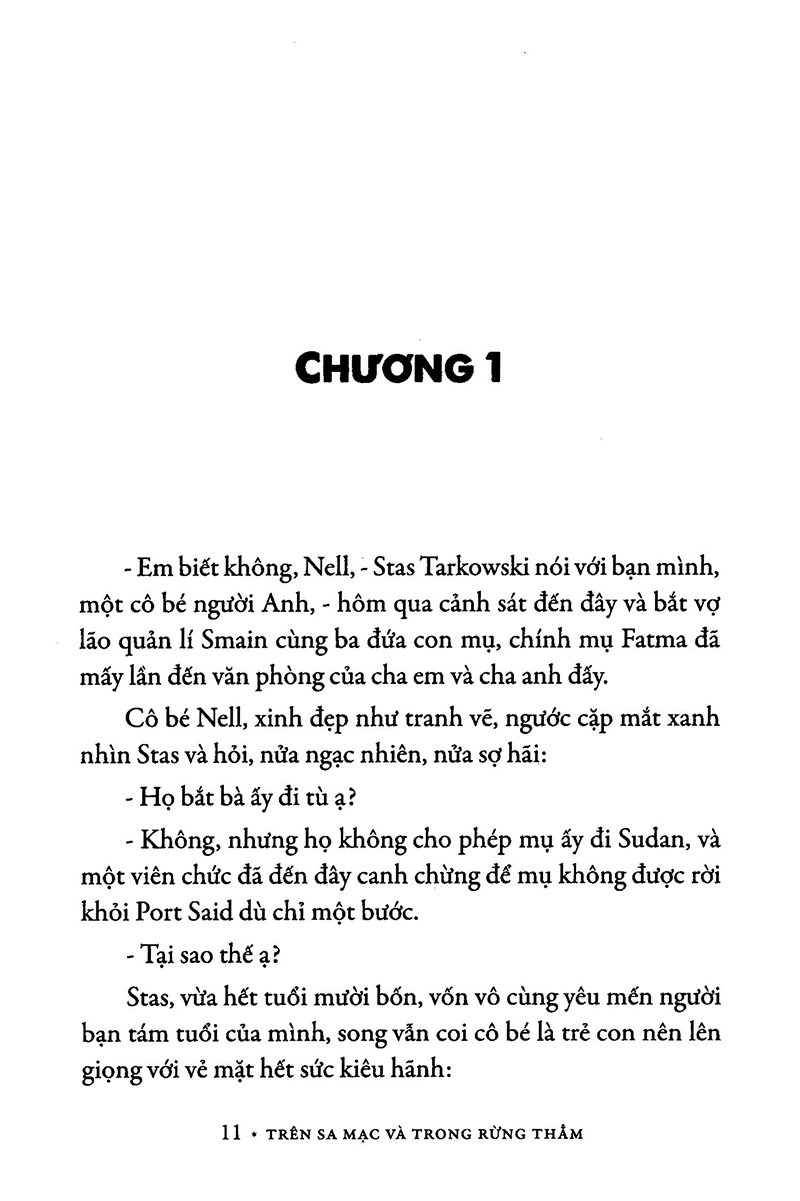 CHƯƠNG 1
- Em biết không, Nell, - Stas Tarkowski nói với bạn mình,
một cô bé người Anh, - hôm qua cảnh sát đến đây và bắt vợ
lão quản lí Smain cùng ba đứa con mụ, chính mụ Fatma đã
mấy lần đến văn phòng của cha em và cha anh đấy.
Cô bé Nell, xinh đẹp như tranh vẽ, ngước cặp mắt xanh
nhìn Stas và hỏi, nửa ngạc nhiên, nửa sợ hãi:
- Họ bắt bà ấy đi tù ạ?
- Không, nhưng họ không cho phép mụ ấy đi Sudan, và
một viên chức đã đến đây canh chừng để mụ không được rời
khỏi Port Said dù chỉ một bước.
- Tại sao thế ạ?
Stas, vừa hết tuổi mười bốn, vốn vô cùng yêu mến người
bạn tám tuổi của mình, song vẫn coi cô bé là trẻ con nên lên
giọng với vẻ mặt hết sức kiêu hãnh:
11 * TRÊN SA MẠC VÀ TRONG RỪNG THẲM